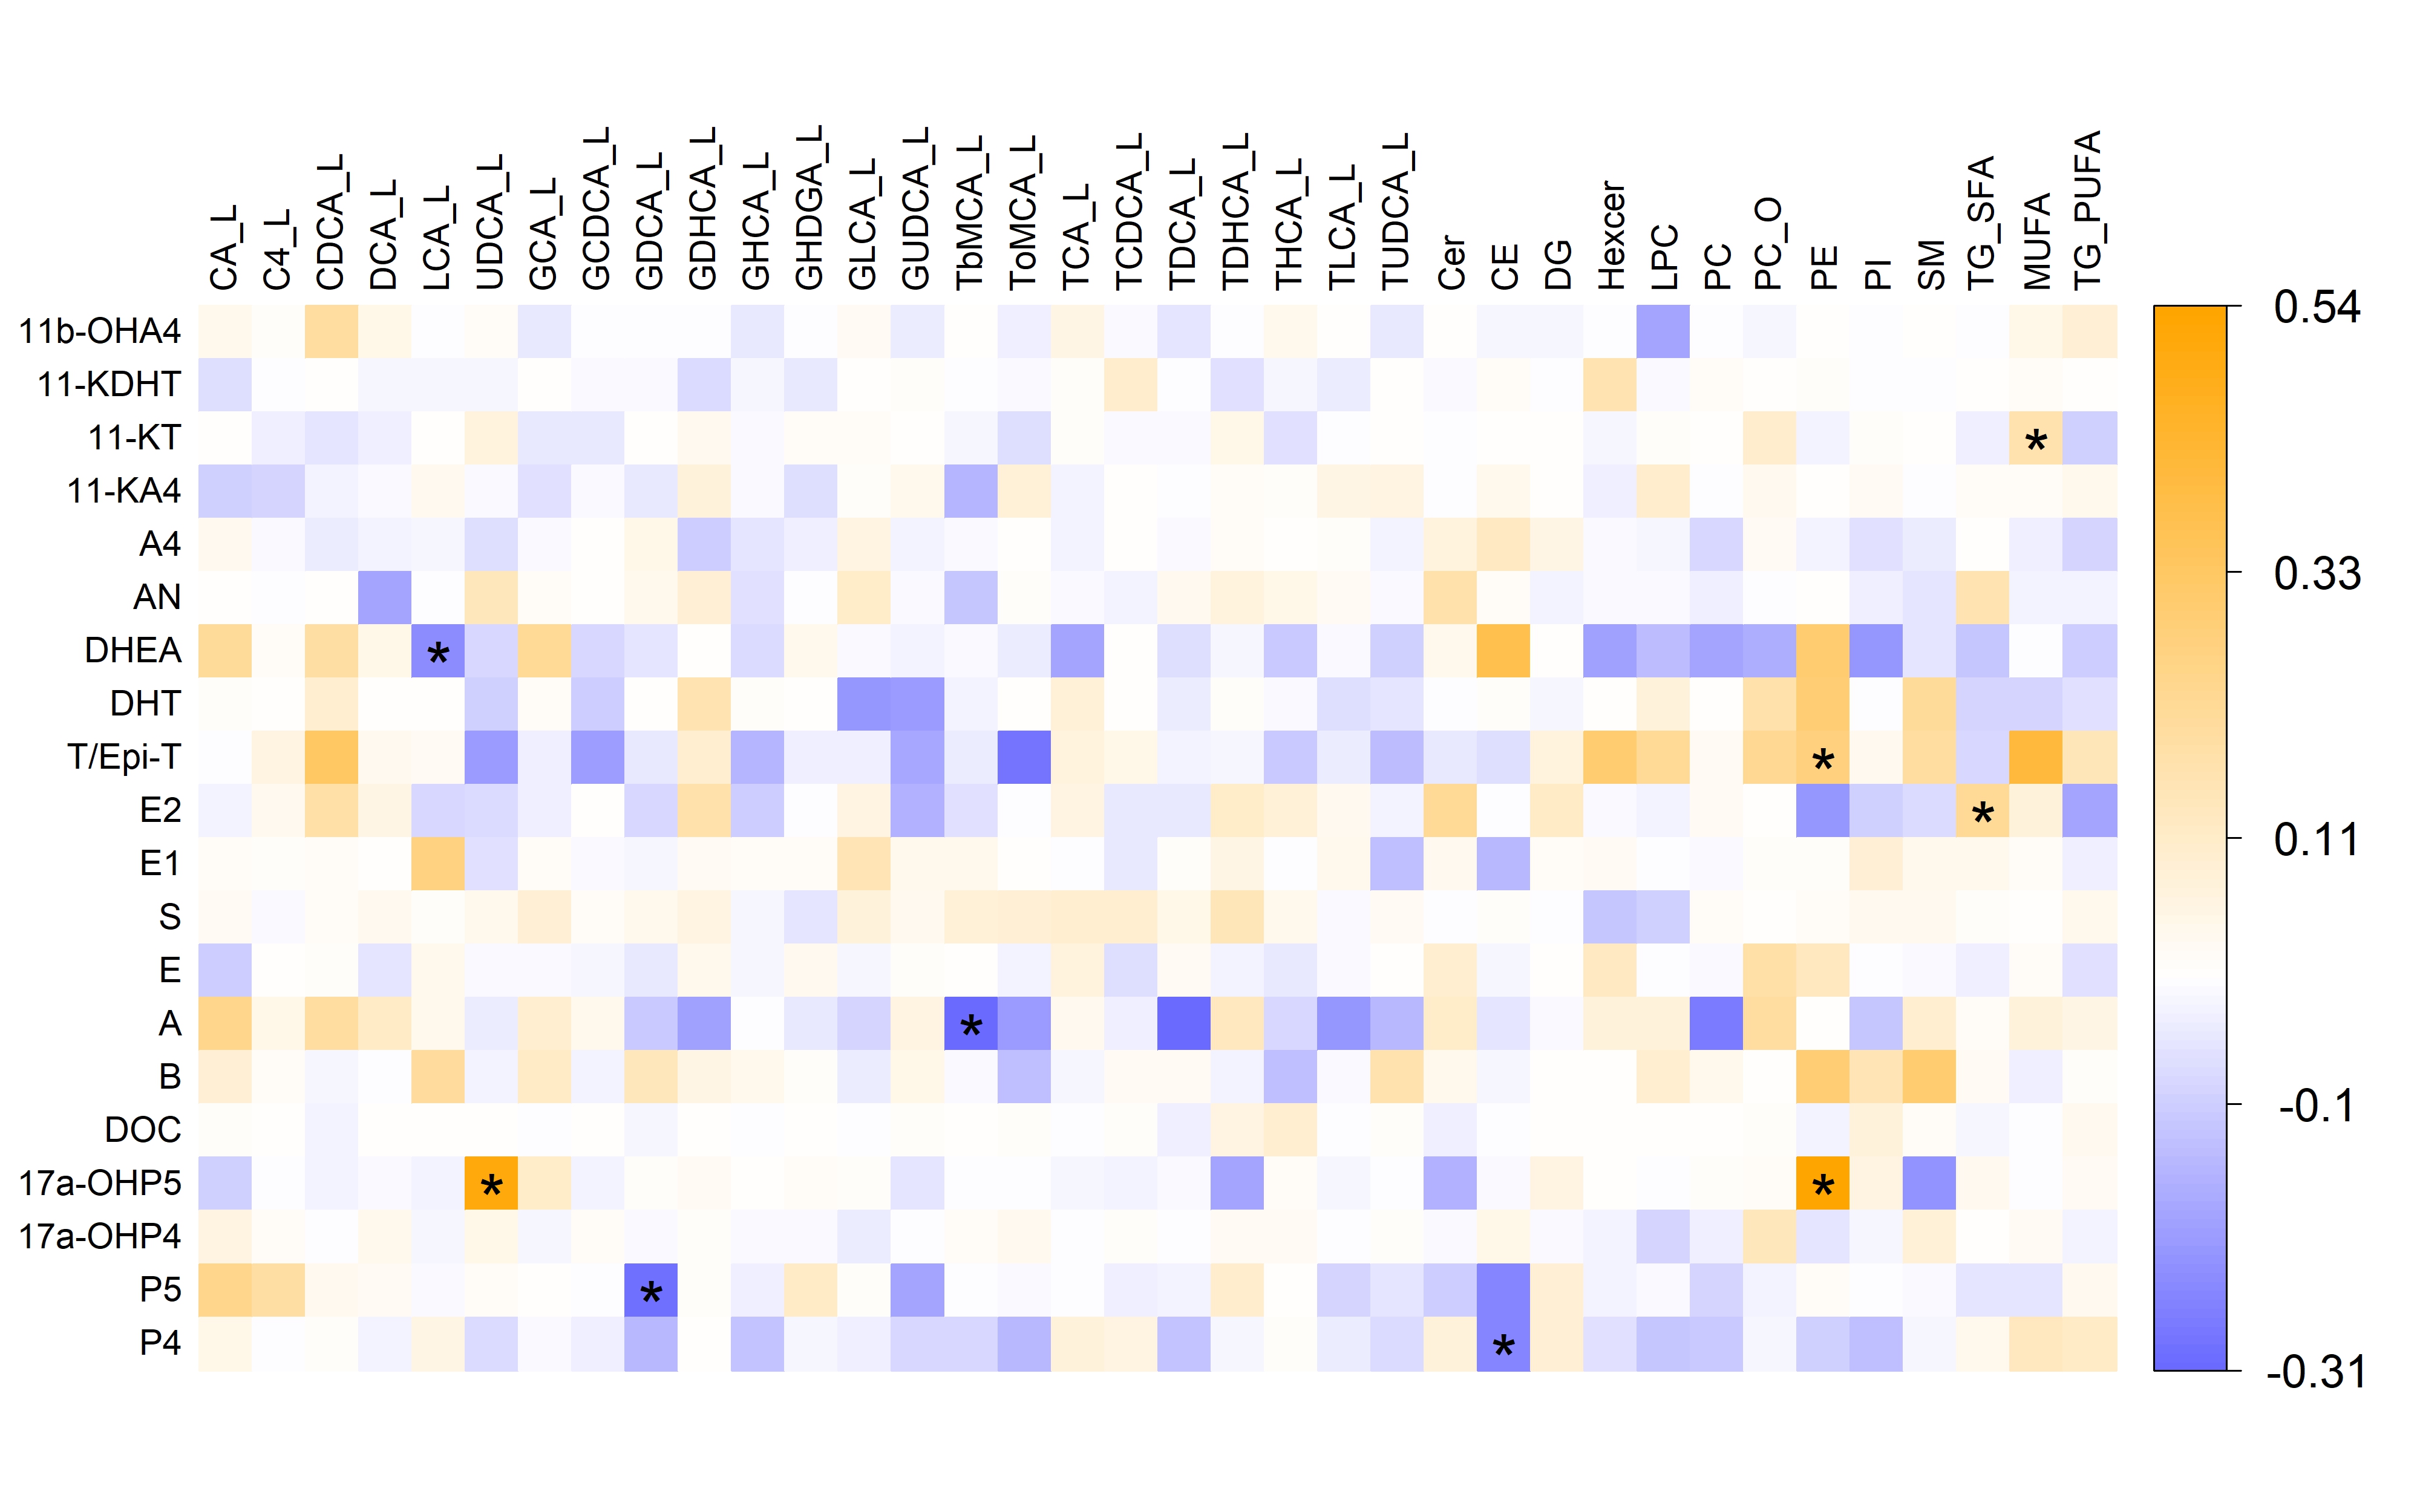 CA_L
C4_L
CDCA_L
DCA_L
LCA_L
UDCA_L
GCA_L
GCDCA_L
GDCA_L
GDHCA_L
GHCA_L
GHDGA_L
GLCA_L
GUDCA_L
TbMCA_L
ToMCA_L
TCA_L
TCDCA_L
TDCA_L
TDHCA_L
THCA_L
TLCA_L
TUDCA_L
Cer
CE
DG
Hexcer
LPC
PC
PC_O
PE
PI
SM
TG_SFA
MUFA
TG_PUFA
11b-OHA4
11-KDHT
11-KT
*
11-KA4
A4
AN
DHEA
*
DHT
T/Epi-T
*
E2
*
E1
S
E
A
*
B
DOC
17a-OHP5
* *
17a-OHP4
P5
*
P4
*
0.54
0.33
0.11
-0.1
-0.31